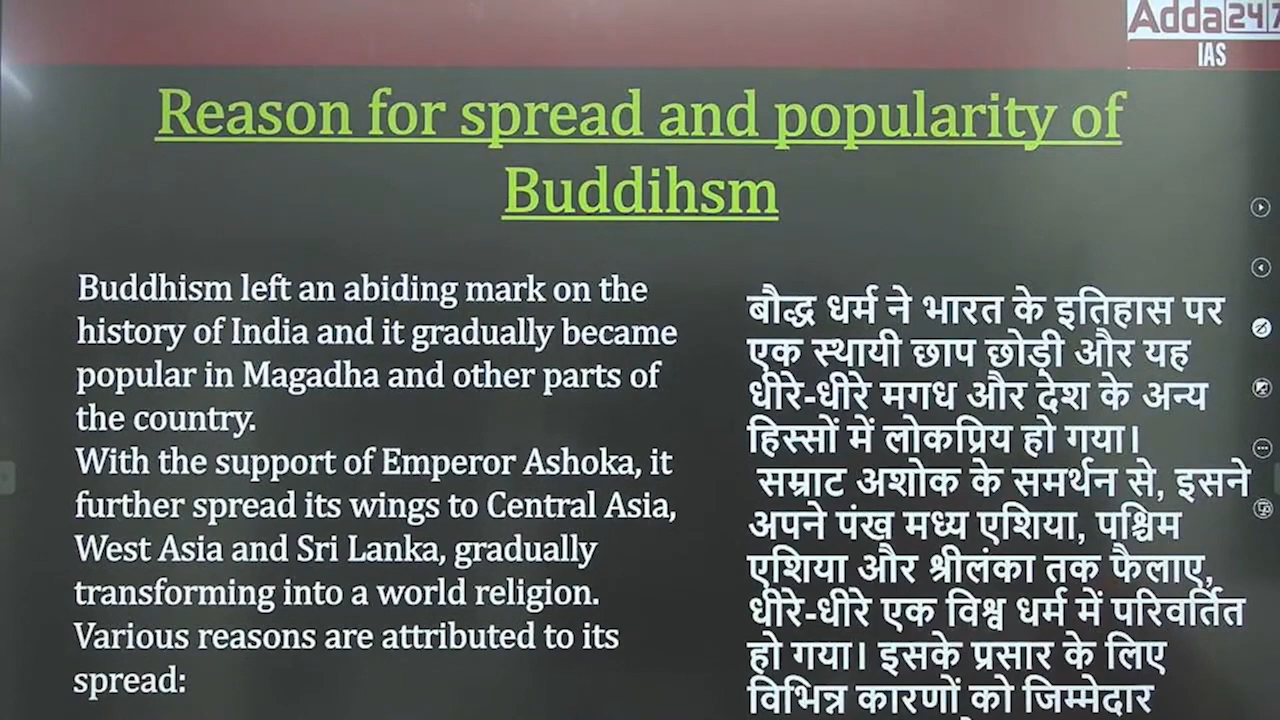 Adda247
IAS
Reason for spread and popularity of
Buddihsm
Buddhism left an abiding mark on the
history of India and it gradually became
popular in Magadha and other parts of
the country.
With the support of Emperor Ashoka, it
further spread its wings to Central Asia,
West Asia and Sri Lanka, gradually
transforming into a world religion.
Various reasons are attributed to its
spread:
बौद्ध धर्म ने भारत के इतिहास पर
एक स्थायी छाप छोड़ी और यह
धीरे-धीरे मगध और देश के अन्य
हिस्सों में लोकप्रिय हो गया।
सम्राट अशोक के समर्थन से, इसने
अपने पंख मध्य एशिया, पश्चिम
एशिया और श्रीलंका तक फैलाए,
धीरे-धीरे एक विश्व धर्म में परिवर्तित
हो गया। इसके प्रसार के लिए
विभिन्न कारणों को जिम्मेदार